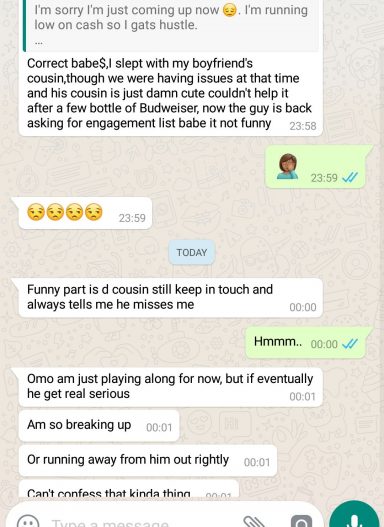 I'm sorry I'm just coming up now 😔. I'm running
low on cash so I gats hustle.
...
Correct babe$,I slept with my boyfriend's
cousin,though we were having issues at that time
and his cousin is just damn cute couldn't help it
after a few bottle of Budweiser, now the guy is back
asking for engagement list babe it not funny 23:58
🤦🏾‍♀️ 23:59
😒😒😒😒 23:59
TODAY
Funny part is d cousin still keep in touch and
always tells me he misses me
00:00
Hmmm.. 00:00
Omo am just playing along for now, but if eventually
he get real serious
00:01
Am so breaking up 00:01
Or running away from him out rightly 00:01
Can't confess that kinda thing 00:01
Type a message